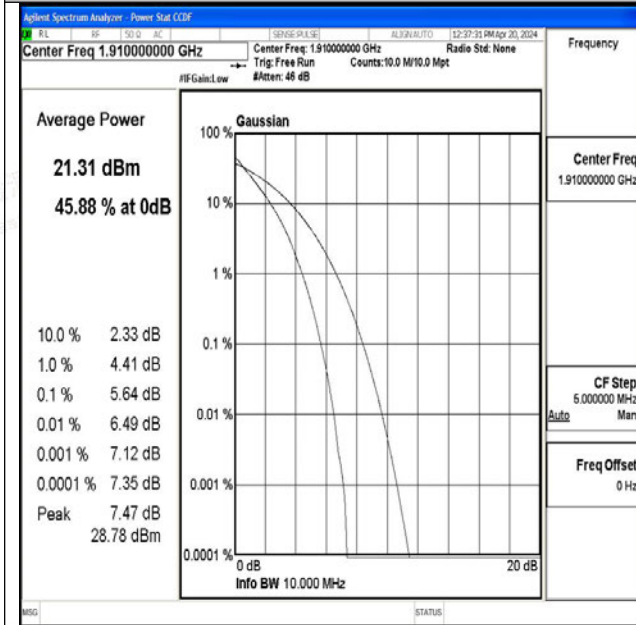 Agilent Spectrum Analyzer - Power Stat CCDF
RL RF 50 Ω AC SENSE:PULSE ALIGNAUTO 12:37:31 PM Apr 20, 2024
Center Freq 1.910000000 GHz
Center Freq: 1.910000000 GHz Radio Std: None
Trig: Free Run Counts:10.0 M/10.0 Mpt
#IFGain:Low #Atten: 46 dB
Frequency
Average Power
21.31 dBm
45.88 % at 0dB
10.0 % 2.33 dB
1.0 % 4.41 dB
0.1 % 5.64 dB
0.01 % 6.49 dB
0.001 % 7.12 dB
0.0001 % 7.35 dB
Peak 7.47 dB
28.78 dBm
Gaussian
100 %
10 %
1 %
0.1 %
0.01 %
0.001 %
0.0001 %
0 dB 20 dB
Info BW 10.000 MHz
Center Freq
1.910000000 GHz
CF Step
5.000000 MHz
Auto Man
Freq Offset
0 Hz
MSG STATUS